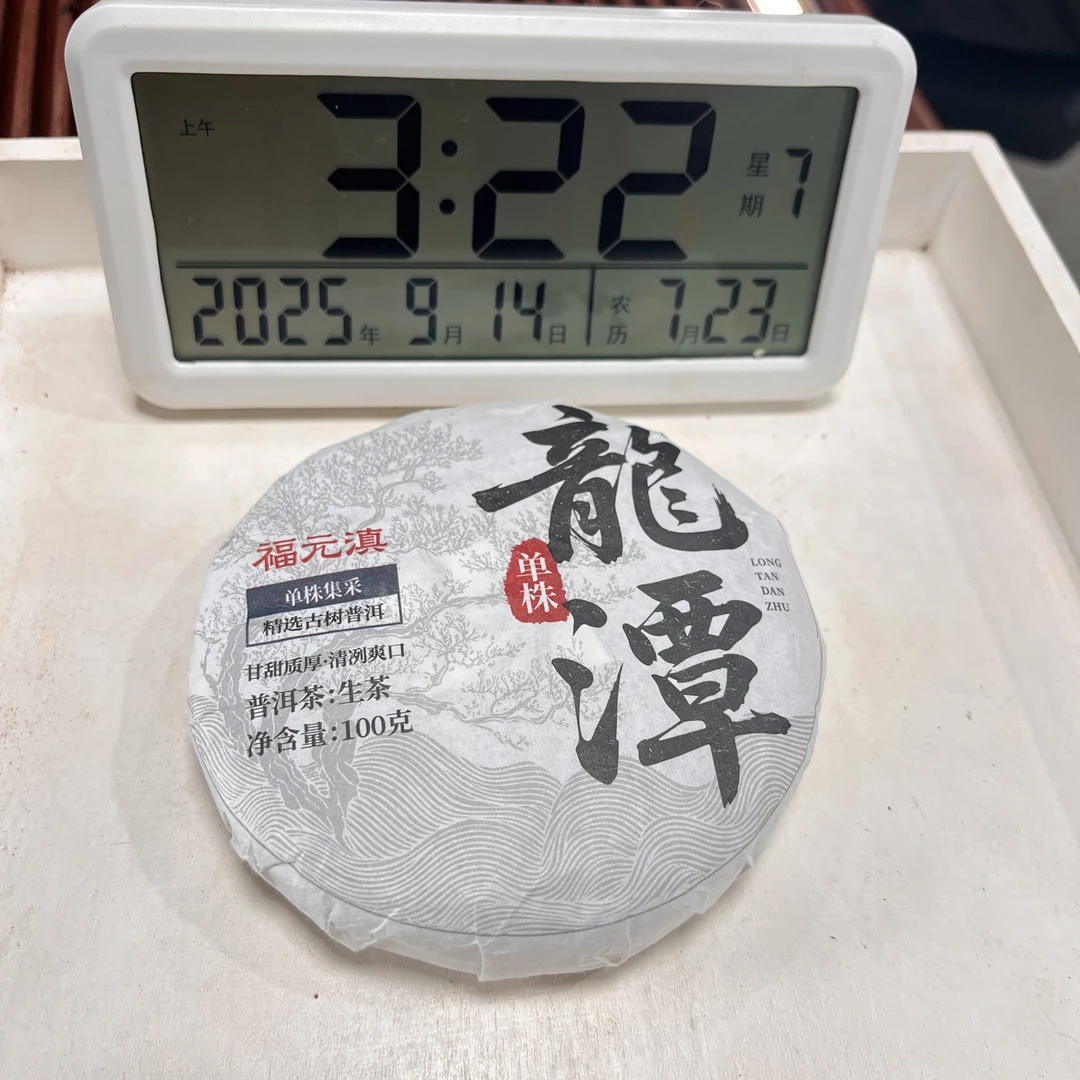 上午
3:22
星期 7
2025年 9月 14日
农历 7月23日
龍潭
单株
LONG
TAN
DAN
ZHU
福元滇
单株集采
精选古树普洱
甘甜质厚·清冽爽口
普洱茶:生茶
净含量:100克